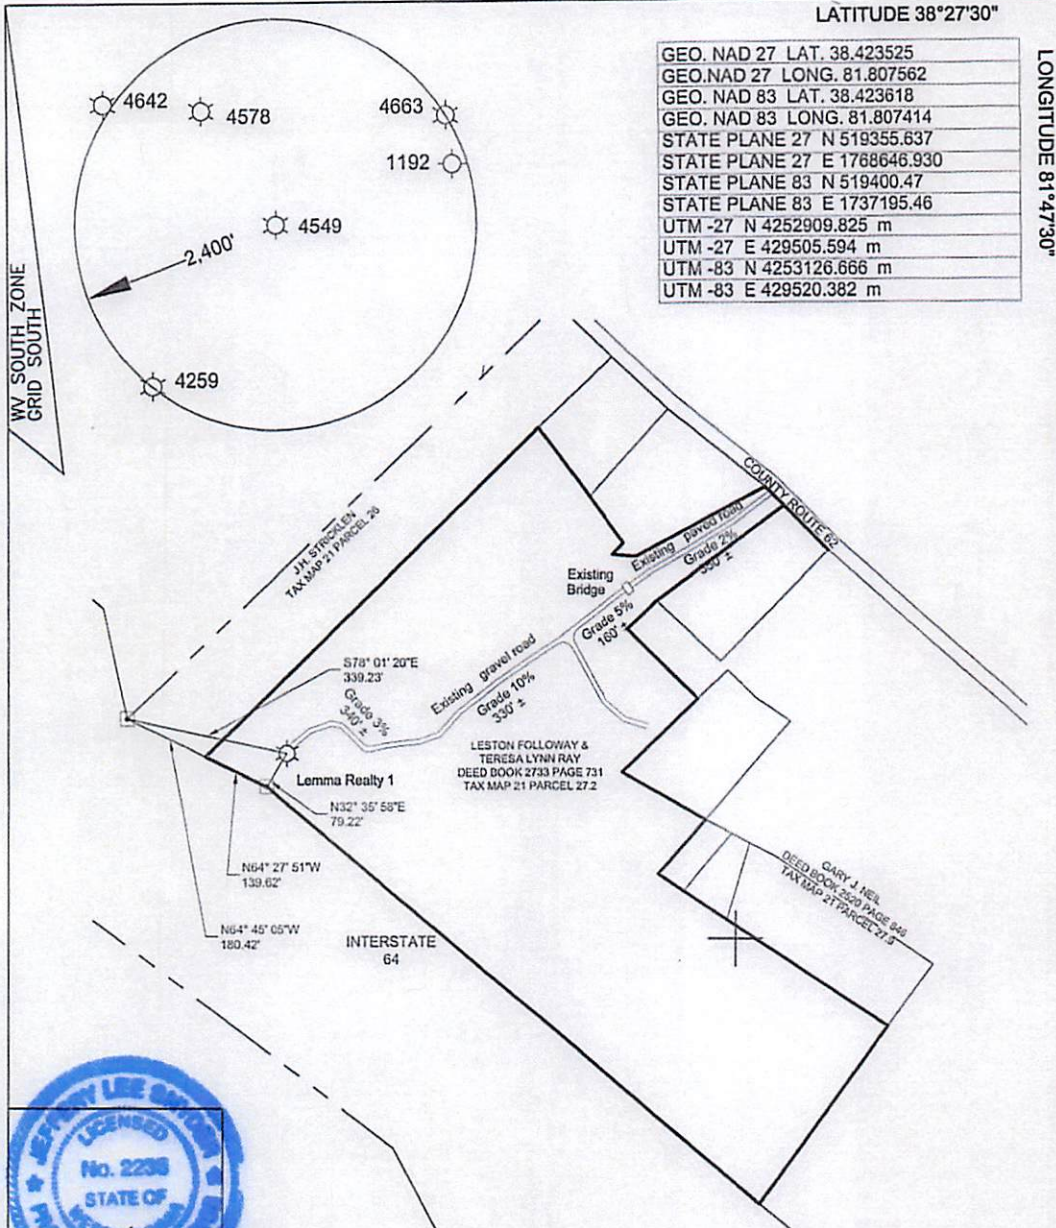 LATITUDE 38°27'30"
LONGITUDE 81°47'30"
GEO. NAD 27 LAT. 38.423525
GEO.NAD 27 LONG. 81.807562
GEO. NAD 83 LAT. 38.423618
GEO. NAD 83 LONG. 81.807414
STATE PLANE 27 N 519355.637
STATE PLANE 27 E 1768646.930
STATE PLANE 83 N 519400.47
STATE PLANE 83 E 1737195.46
UTM -27 N 4252909.825 m
UTM -27 E 429505.594 m
UTM -83 N 4253126.666 m
UTM -83 E 429520.382 m
4642
4578
4663
1192
4549
2,400'
4259
WV SOUTH ZONE
GRID SOUTH
J.H. STRICKLEN
TAX MAP 21 PARCEL 26
COUNTY ROUTE 62
Existing paved road
Grade 2%
350' ±
Existing
Bridge
Grade 5%
160' ±
Existing gravel road
Grade 10%
330' ±
S78° 01' 20"E
339.23'
Grade 3%
340' ±
LESTON FOLLOWAY &
TERESA LYNN RAY
DEED BOOK 2733 PAGE 731
TAX MAP 21 PARCEL 27.2
Lemma Realty 1
N32° 35' 58"E
79.22'
N64° 27' 51"W
139.62'
N64° 45' 05"W
180.42'
INTERSTATE
64
GARY J. NEIL
DEED BOOK 2520 PAGE 846
TAX MAP 21 PARCEL
JEFFERY LEE
LICENSED
No. 2238
STATE OF